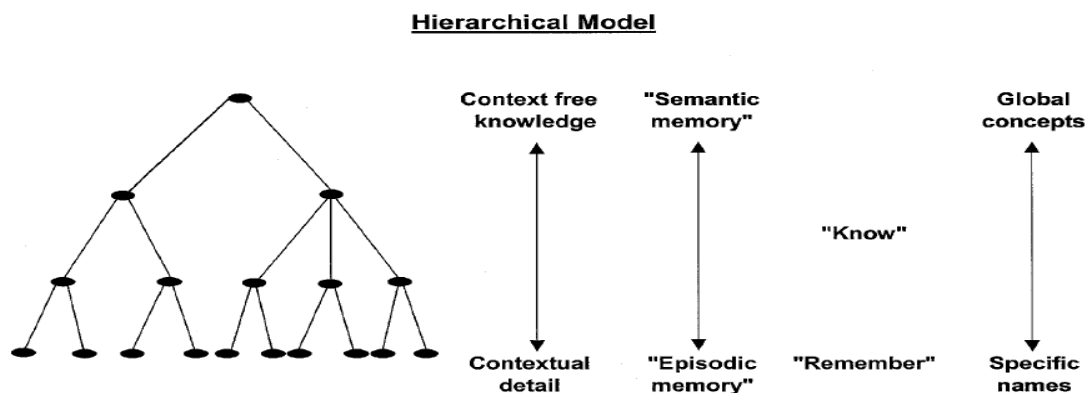 Hierarchical Model
Context free "Semantic Global
knowledge memory" concepts
"Know"
Contextual "Episodic "Remember" Specific
detail memory" names